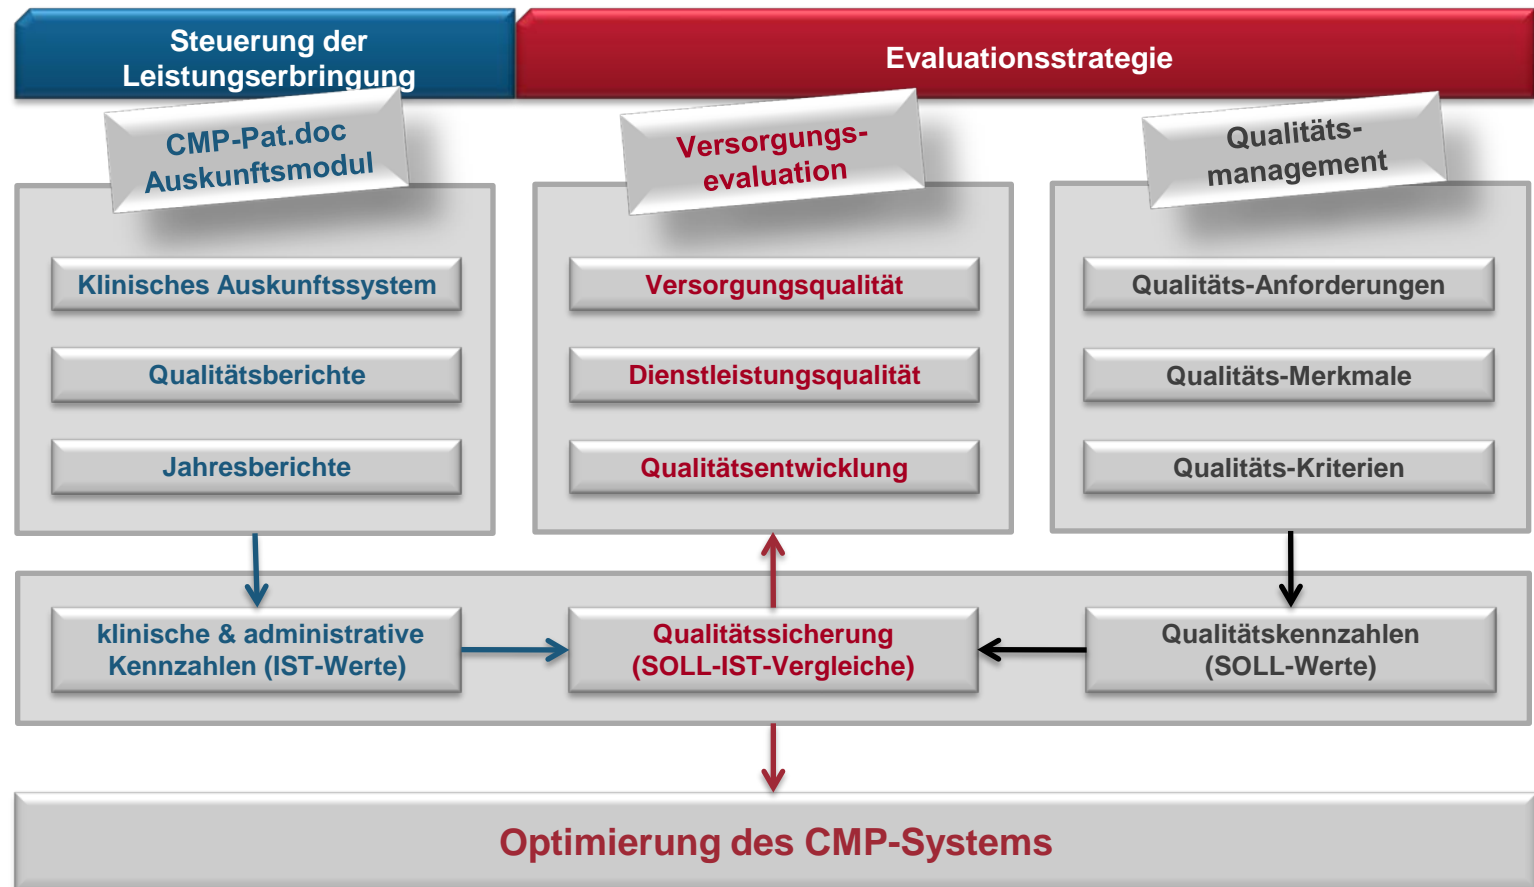 Steuerung der
Leistungserbringung
Evaluationsstrategie
CMP-Pat.doc
Auskunftsmodul
Klinisches Auskunftssystem
Qualitätsberichte
Jahresberichte
Versorgungs-
evaluation
Versorgungsqualität
Dienstleistungsqualität
Qualitätsentwicklung
Qualitäts-
management
Qualitäts-Anforderungen
Qualitäts-Merkmale
Qualitäts-Kriterien
klinische & administrative
Kennzahlen (IST-Werte)
Qualitätssicherung
(SOLL-IST-Vergleiche)
Qualitätskennzahlen
(SOLL-Werte)
Optimierung des CMP-Systems